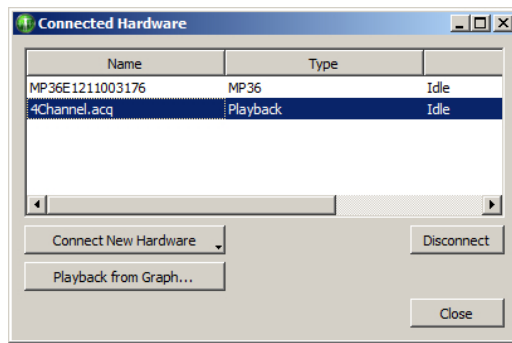 Connected Hardware
Name Type
MP36E1211003176 MP36 Idle
4Channel.acq Playback Idle
Connect New Hardware Disconnect
Playback from Graph...
Close